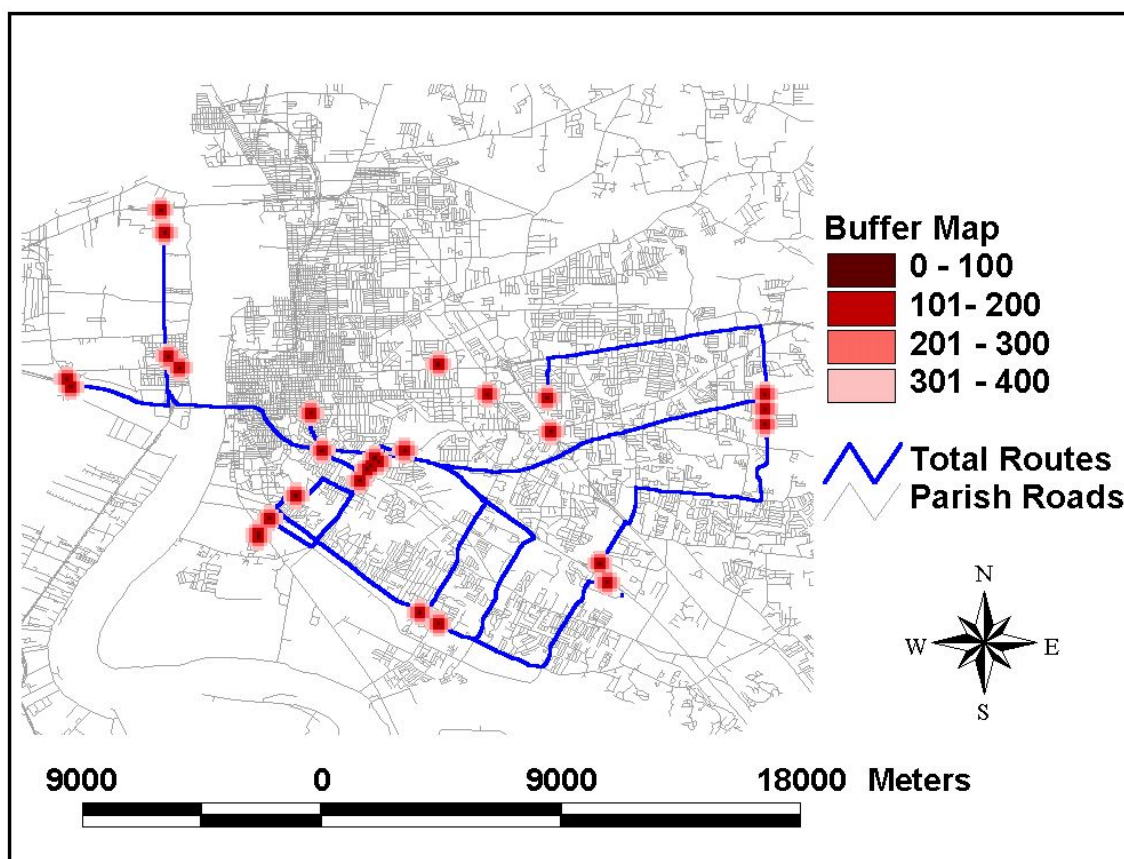 Buffer Map
0 - 100
101- 200
201 - 300
301 - 400
Total Routes
Parish Roads
N
W E
S
9000 0 9000 18000 Meters